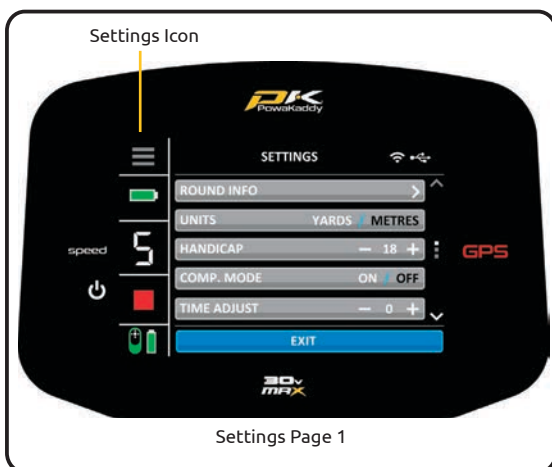 Settings Icon
PK
PowaKaddy
SETTINGS
ROUND INFO
UNITS YARDS / METRES
HANDICAP − 18 +
speed 5 GPS
COMP. MODE ON / OFF
TIME ADJUST − 0 +
EXIT
30v
MAX
Settings Page 1